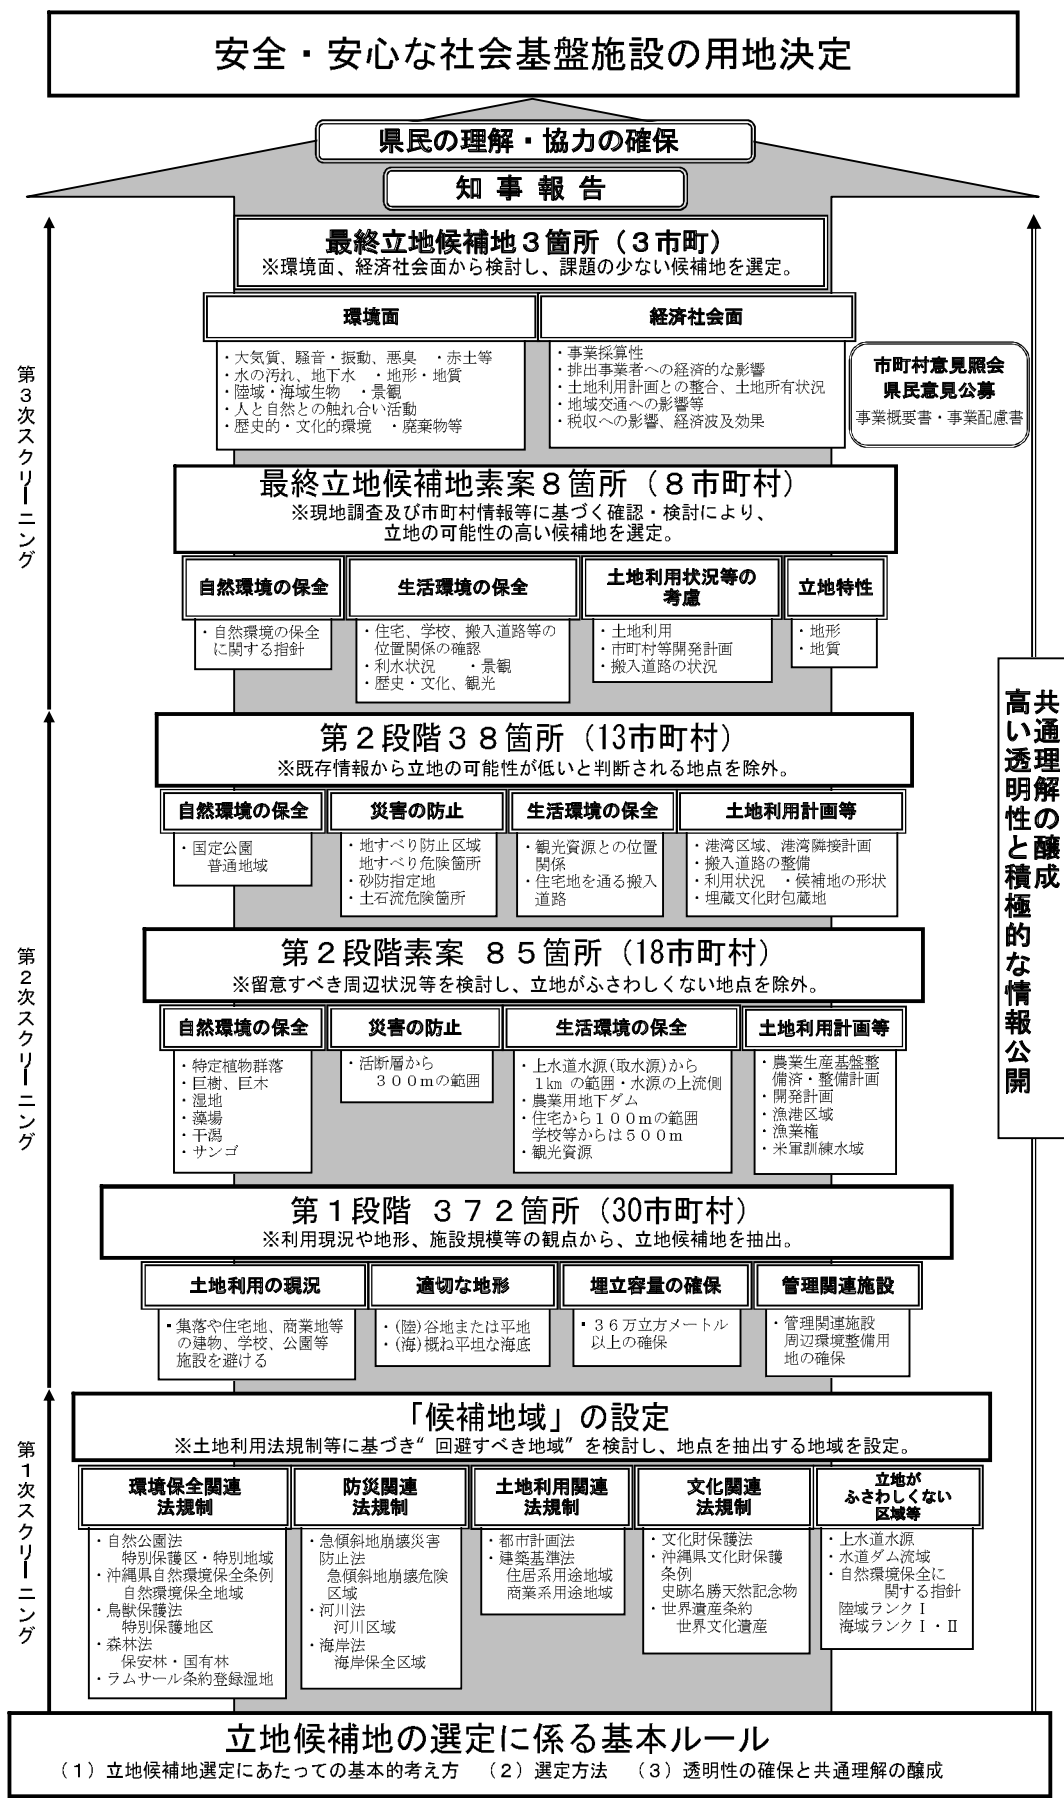 安全・安心な社会基盤施設の用地決定
県民の理解・協力の確保
知 事 報 告
最終立地候補地３箇所（３市町）
※環境面、経済社会面から検討し、課題の少ない候補地を選定。
環境面
・大気質、騒音・振動、悪臭　・赤土等
・水の汚れ、地下水　・地形・地質
・陸域・海域生物　・景観
・人と自然との触れ合い活動
・歴史的・文化的環境　・廃棄物等
経済社会面
・事業採算性
・排出事業者への経済的な影響
・土地利用計画との整合、土地所有状況
・地域交通への影響等
・税収への影響、経済波及効果
市町村意見照会
県民意見公募
事業概要書・事業配慮書
第３次スクリーニング
最終立地候補地素案８箇所（８市町村）
※現地調査及び市町村情報等に基づく確認・検討により、
立地の可能性の高い候補地を選定。
自然環境の保全
・自然環境の保全
に関する指針
生活環境の保全
・住宅、学校、搬入道路等の
位置関係の確認
・利水状況　・景観
・歴史・文化、観光
土地利用状況等の
考慮
・土地利用
・市町村等開発計画
・搬入道路の状況
立地特性
・地形
・地質
共通理解の醸成
高い透明性と積極的な情報公開
第２段階３８箇所（13市町村）
※既存情報から立地の可能性が低いと判断される地点を除外。
自然環境の保全
・国定公園
普通地域
災害の防止
・地すべり防止区域
地すべり危険箇所
・砂防指定地
・土石流危険箇所
生活環境の保全
・観光資源との位置
関係
・住宅地を通る搬入
道路
土地利用計画等
・港湾区域、港湾隣接計画
・搬入道路の整備
・利用状況　・候補地の形状
・埋蔵文化財包蔵地
第２次スクリーニング
第２段階素案 ８５箇所（18市町村）
※留意すべき周辺状況等を検討し、立地がふさわしくない地点を除外。
自然環境の保全
・特定植物群落
・巨樹、巨木
・湿地
・藻場
・干潟
・サンゴ
災害の防止
・活断層から
３００ｍの範囲
生活環境の保全
・上水道水源（取水源）から
１㎞ の範囲・水源の上流側
・農業用地下ダム
・住宅から１００ｍの範囲
学校等からは５００ｍ
・観光資源
土地利用計画等
・農業生産基盤整
備済・整備計画
・開発計画
・漁港区域
・漁業権
・米軍訓練水域
第１段階 ３７２箇所（30市町村）
※利用現況や地形、施設規模等の観点から、立地候補地を抽出。
土地利用の現況
・集落や住宅地、商業地等
の建物、学校、公園等
施設を避ける
適切な地形
・(陸)谷地または平地
・(海)概ね平坦な海底
埋立容量の確保
・３６万立方メートル
以上の確保
管理関連施設
・管理関連施設
周辺環境整備用
地の確保
第１次スクリーニング
「候補地域」の設定
※土地利用法規制等に基づき“回避すべき地域”を検討し、地点を抽出する地域を設定。
環境保全関連
法規制
・自然公園法
特別保護区・特別地域
・沖縄県自然環境保全条例
自然環境保全地域
・鳥獣保護法
特別保護地区
・森林法
保安林・国有林
・ラムサール条約登録湿地
防災関連
法規制
・急傾斜地崩壊災害
防止法
急傾斜地崩壊危険
区域
・河川法
河川区域
・海岸法
海岸保全区域
土地利用関連
法規制
・都市計画法
・建築基準法
住居系用途地域
商業系用途地域
文化関連
法規制
・文化財保護法
・沖縄県文化財保護
条例
史跡名勝天然記念物
・世界遺産条約
世界文化遺産
立地が
ふさわしくない
区域等
・上水道水源
・水道ダム流域
・自然環境保全に
関する指針
陸域ランクⅠ
海域ランクⅠ・Ⅱ
立地候補地の選定に係る基本ルール
（１）立地候補地選定にあたっての基本的考え方　（２）選定方法　（３）透明性の確保と共通理解の醸成